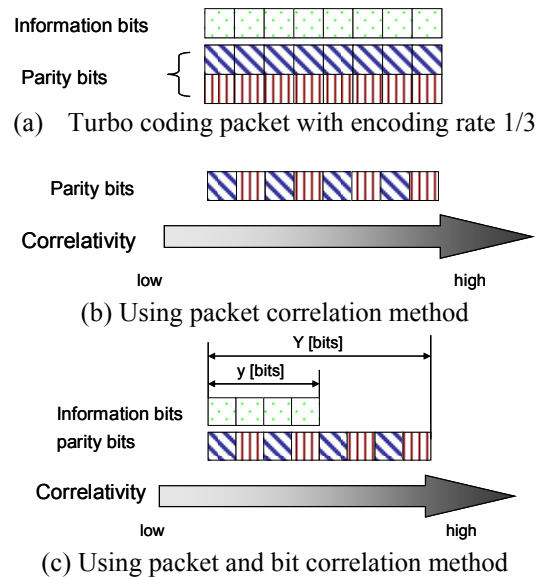 Information bits
Parity bits
(a) Turbo coding packet with encoding rate 1/3
Parity bits
Correlativity
low high
(b) Using packet correlation method
Y [bits]
y [bits]
Information bits
parity bits
Correlativity
low high
(c) Using packet and bit correlation method